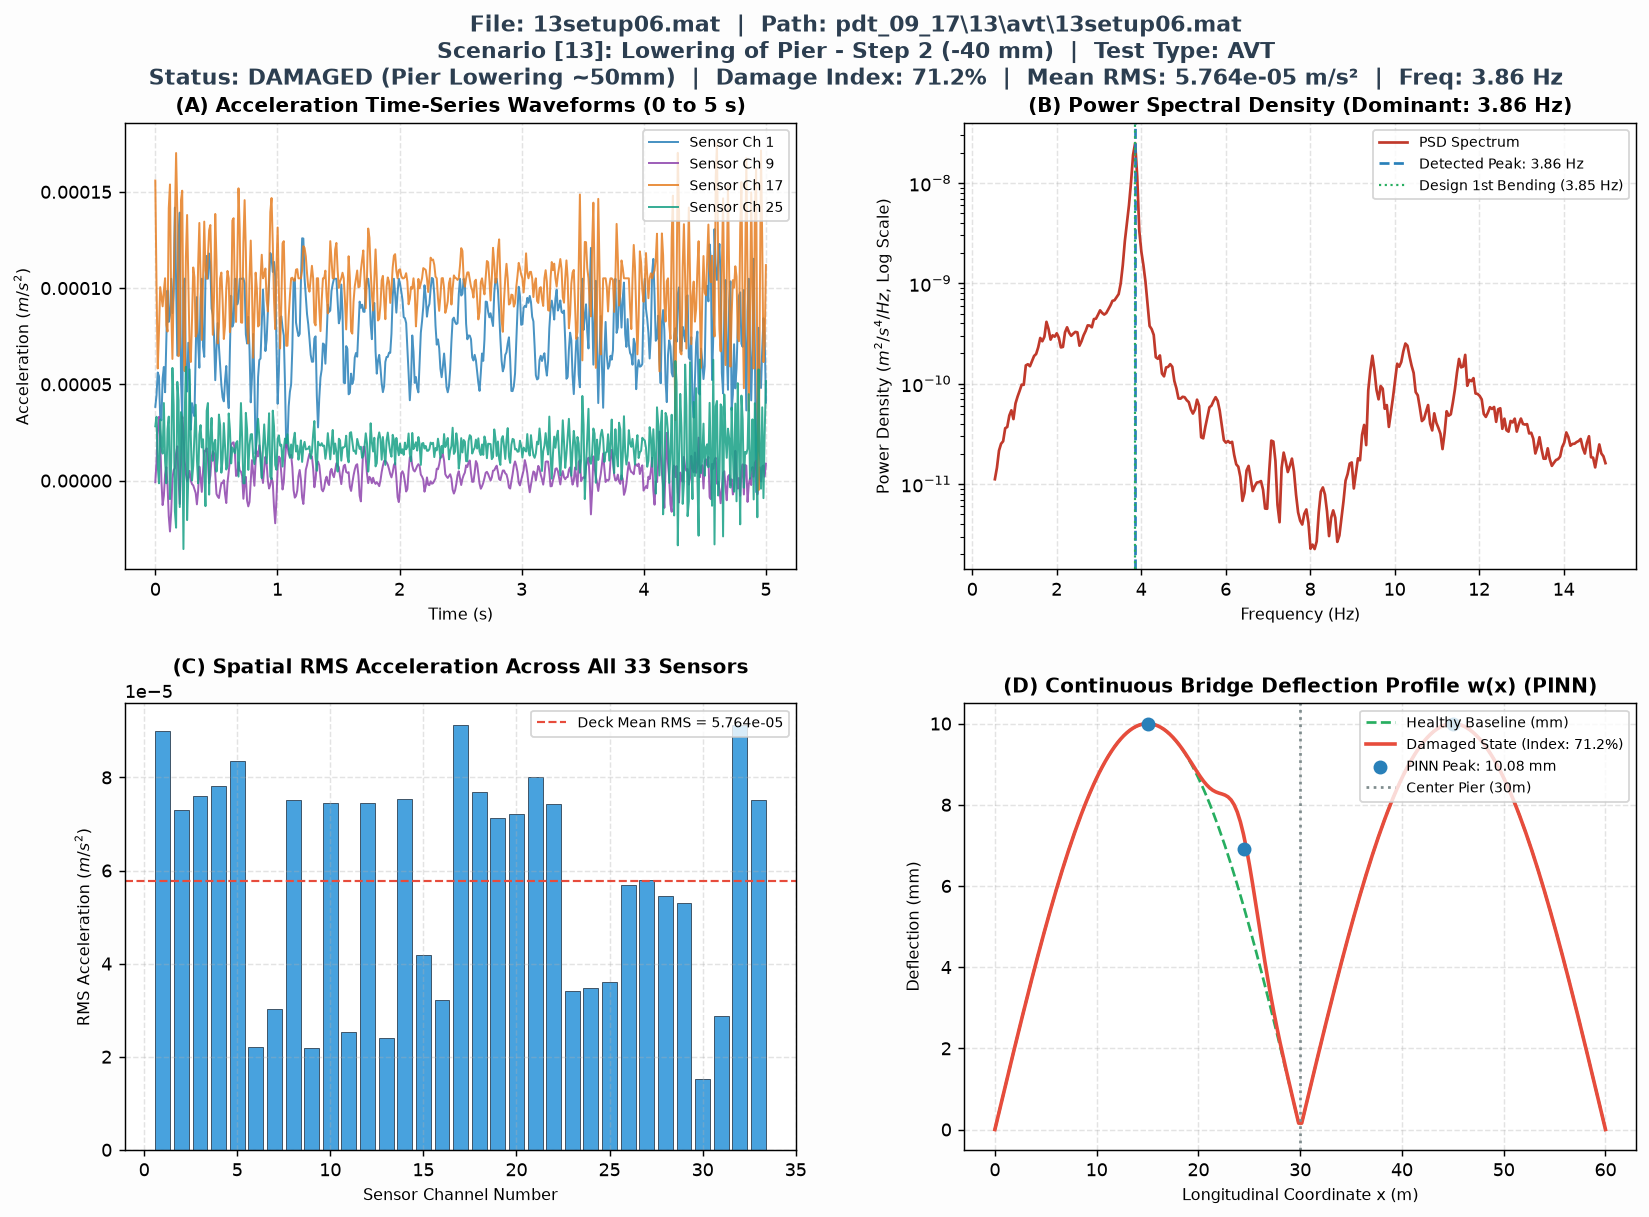 File: 13setup06.mat  |  Path: pdt_09_17\13\avt\13setup06.mat
Scenario [13]: Lowering of Pier - Step 2 (-40 mm)  |  Test Type: AVT
Status: DAMAGED (Pier Lowering ~50mm)  |  Damage Index: 71.2%  |  Mean RMS: 5.764e-05 m/s²  |  Freq: 3.86 Hz
(A) Acceleration Time-Series Waveforms (0 to 5 s)
Sensor Ch 1
Sensor Ch 9
Sensor Ch 17
Sensor Ch 25
0.00015
0.00010
0.00005
0.00000
Acceleration (m/s²)
0 1 2 3 4 5
Time (s)
(B) Power Spectral Density (Dominant: 3.86 Hz)
PSD Spectrum
Detected Peak: 3.86 Hz
Design 1st Bending (3.85 Hz)
10⁻⁸
10⁻⁹
10⁻¹⁰
10⁻¹¹
Power Density (m²/s⁴/Hz, Log Scale)
0 2 4 6 8 10 12 14
Frequency (Hz)
(C) Spatial RMS Acceleration Across All 33 Sensors
1e−5
Deck Mean RMS = 5.764e-05
8
6
4
2
0
RMS Acceleration (m/s²)
0 5 10 15 20 25 30 35
Sensor Channel Number
(D) Continuous Bridge Deflection Profile w(x) (PINN)
Healthy Baseline (mm)
Damaged State (Index: 71.2%)
PINN Peak: 10.08 mm
Center Pier (30m)
10
8
6
4
2
0
Deflection (mm)
0 10 20 30 40 50 60
Longitudinal Coordinate x (m)